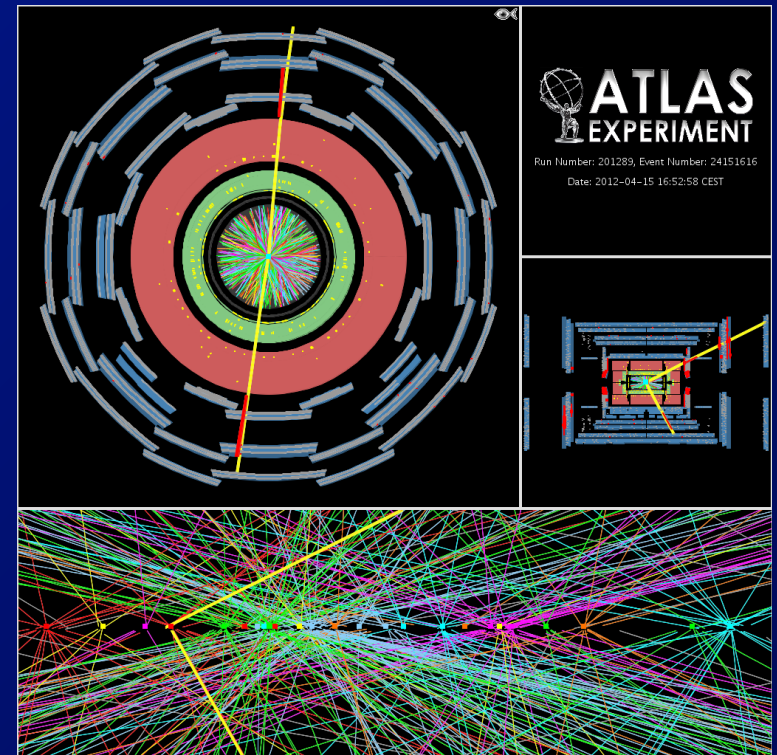 ATLAS
EXPERIMENT
Run Number: 201289, Event Number: 24151616
Date: 2012-04-15 16:52:58 CEST